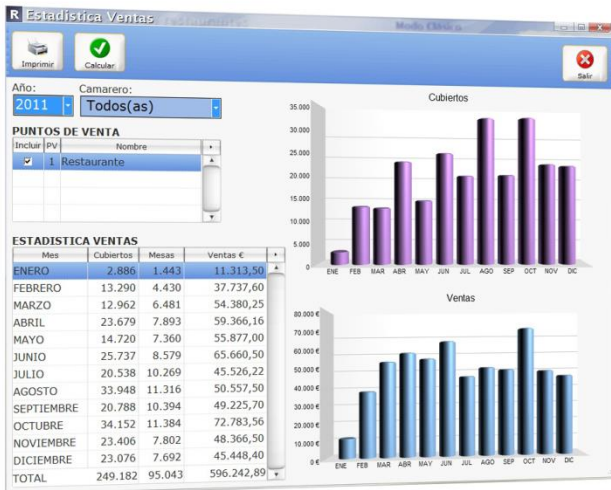 R Estadistica Ventas
Modo Clásico
Imprimir
Calcular
Salir
Año:
Camarero:
2011
Todos(as)
PUNTOS DE VENTA
Incluir PV Nombre
1 Restaurante
ESTADISTICA VENTAS
Mes Cubiertos Mesas Ventas €
ENERO 2.886 1.443 11.313,50
FEBRERO 13.290 4.430 37.737,60
MARZO 12.962 6.481 54.380,25
ABRIL 23.679 7.893 59.366,16
MAYO 14.720 7.360 55.877,00
JUNIO 25.737 8.579 65.660,50
JULIO 20.538 10.269 45.526,22
AGOSTO 33.948 11.316 50.557,50
SEPTIEMBRE 20.788 10.394 49.225,70
OCTUBRE 34.152 11.384 72.783,56
NOVIEMBRE 23.406 7.802 48.366,50
DICIEMBRE 23.076 7.692 45.448,40
TOTAL 249.182 95.043 596.242,89
Cubiertos
35.000
30.000
25.000
20.000
15.000
10.000
5.000
0
ENE FEB MAR ABR MAY JUN JUL AGO SEP OCT NOV DIC
Ventas
80.000 €
70.000 €
60.000 €
50.000 €
40.000 €
30.000 €
20.000 €
10.000 €
0 €
ENE FEB MAR ABR MAY JUN JUL AGO SEP OCT NOV DIC